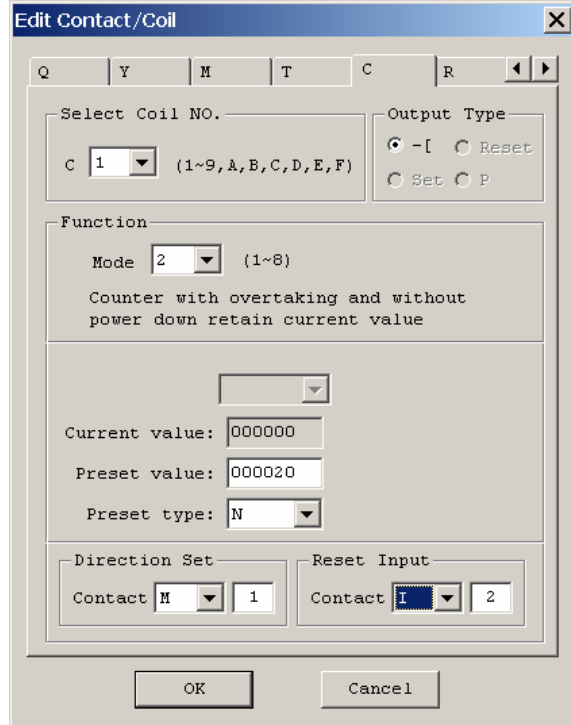 Edit Contact/Coil
Q Y M T C R
Select Coil NO.
C 1 (1~9,A,B,C,D,E,F)
Output Type
-[ Reset
Set P
Function
Mode 2 (1~8)
Counter with overtaking and without
power down retain current value
Current value: 000000
Preset value: 000020
Preset type: N
Direction Set
Contact M 1
Reset Input
Contact I 2
OK Cancel